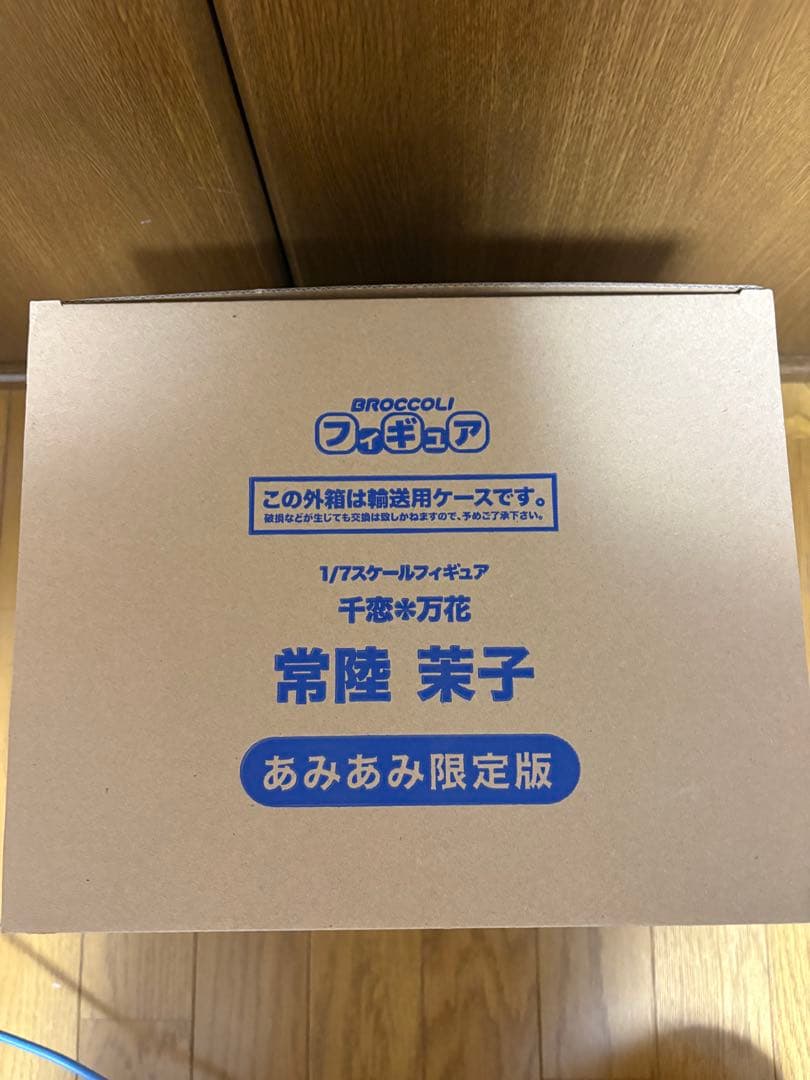 BROCCOLI
フィギュア
この外箱は輸送用ケースです。
破損などが生じても交換は致しかねますので、予めご了承下さい。
1/7スケールフィギュア
千恋*万花
常陸 茉子
あみあみ限定版